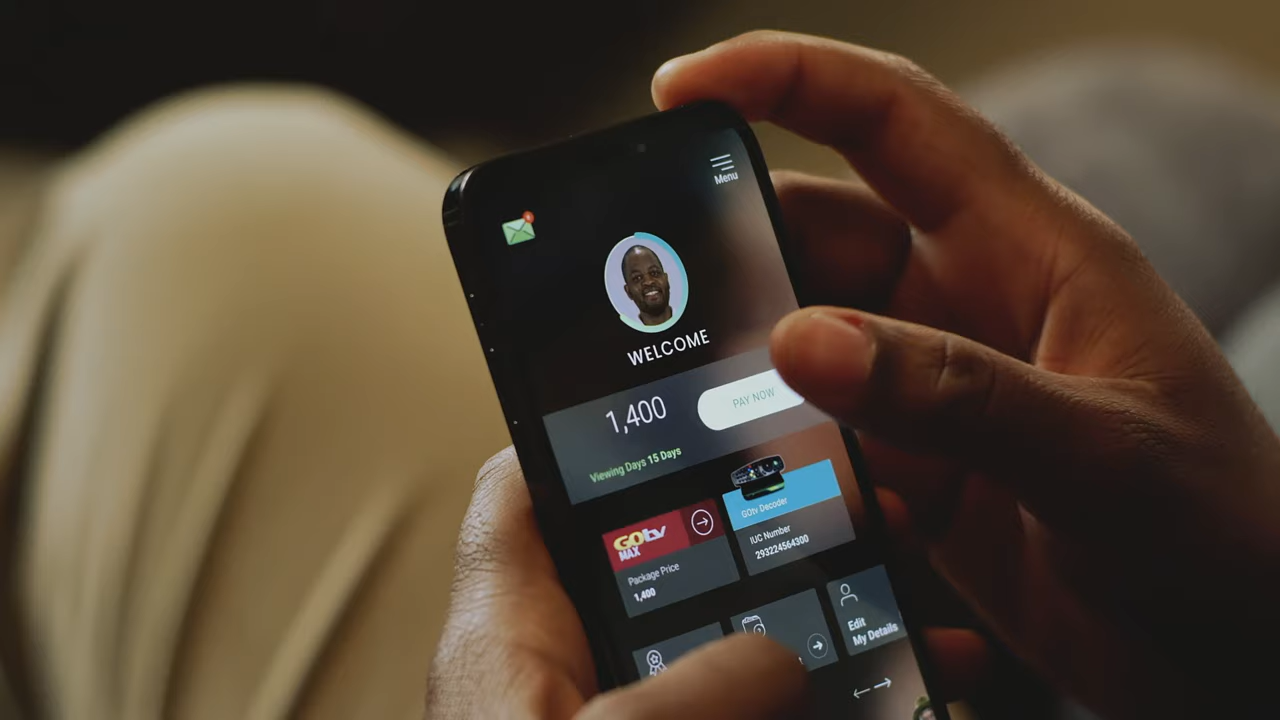 Menu
WELCOME
1,400
PAY NOW
Viewing Days 15 Days
GOtv
MAX
Package Price
1,400
GOtv Decoder
IUC Number
293224564300
Edit
My Details